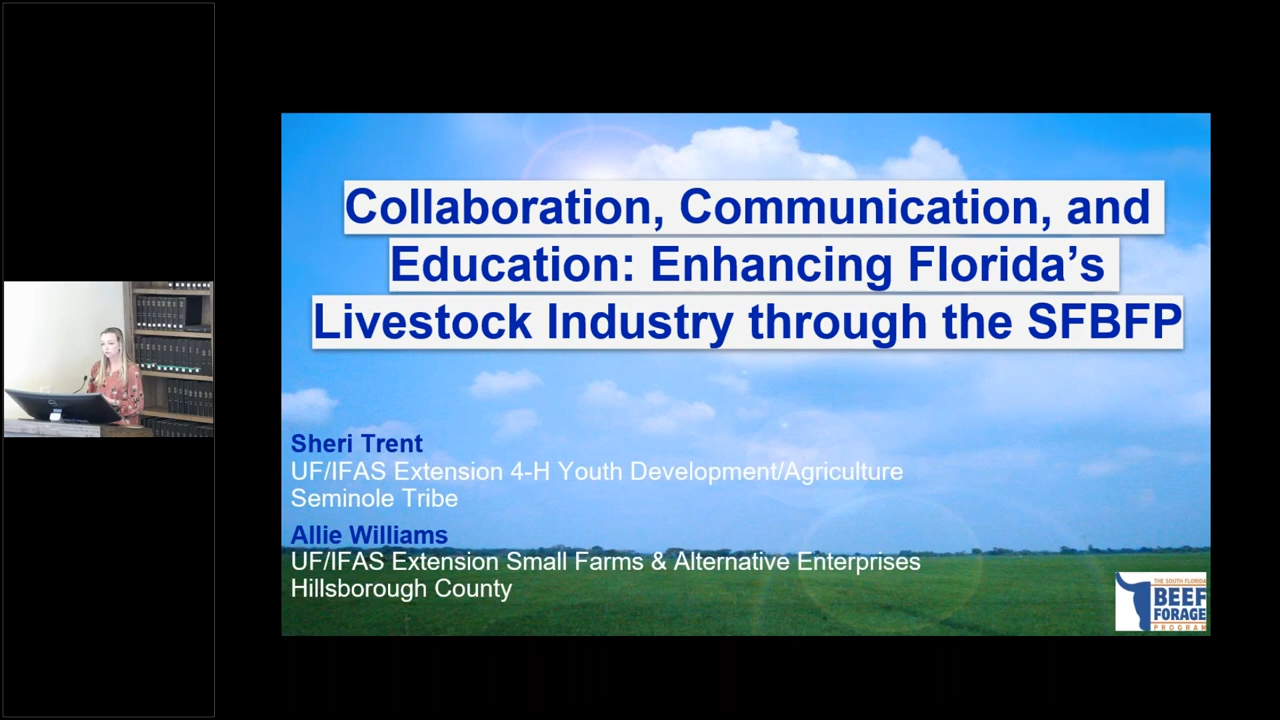 Collaboration, Communication, and
Education: Enhancing Florida’s
Livestock Industry through the SFBFP
Sheri Trent
UF/IFAS Extension 4-H Youth Development/Agriculture
Seminole Tribe
Allie Williams
UF/IFAS Extension Small Farms & Alternative Enterprises
Hillsborough County
THE SOUTH FLORIDA
BEEF
FORAGE
PROGRAM